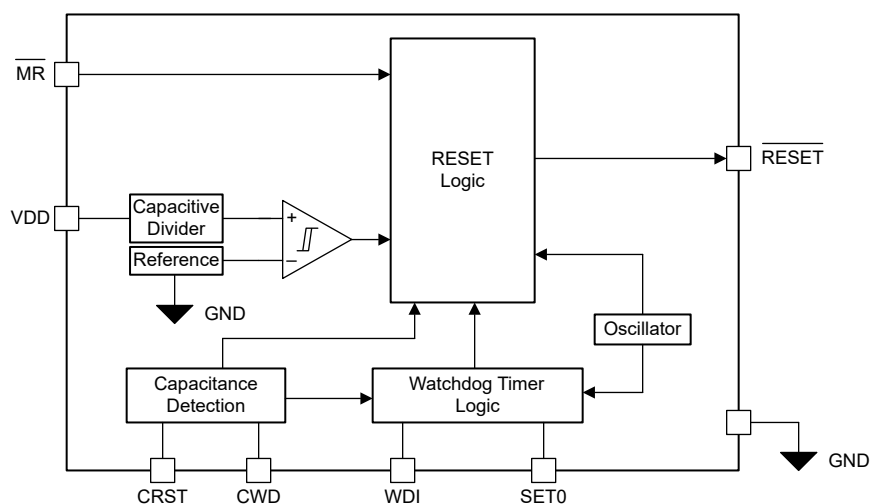 MR
RESET
Logic
RESET
VDD
Capacitive
Divider
+
Reference
−
GND
Oscillator
Capacitance
Detection
Watchdog Timer
Logic
GND
CRST
CWD
WDI
SET0